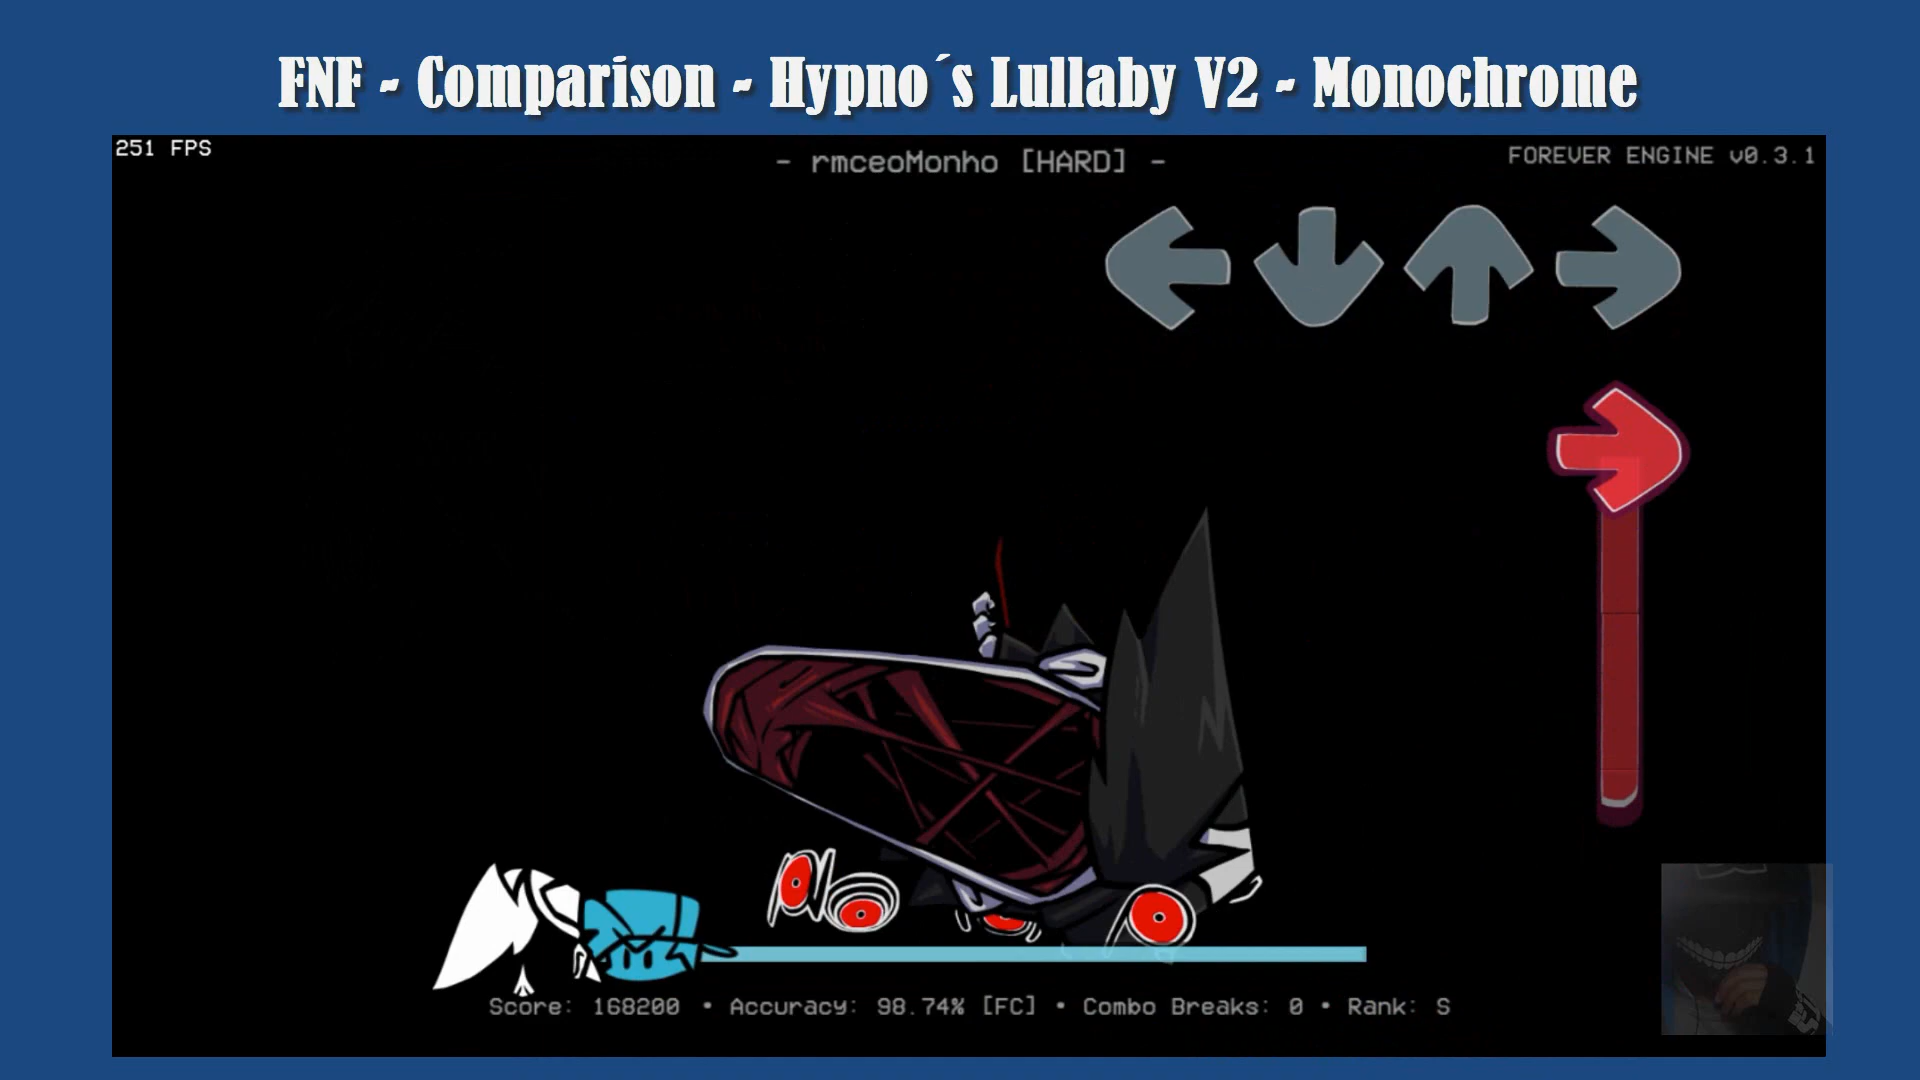 FNF - Comparison - Hypno´s Lullaby V2 - Monochrome
251 FPS
- rmceoMonho [HARD] -
FOREVER ENGINE v0.3.1
Score: 168200 • Accuracy: 98.74% [FC] • Combo Breaks: 0 • Rank: S